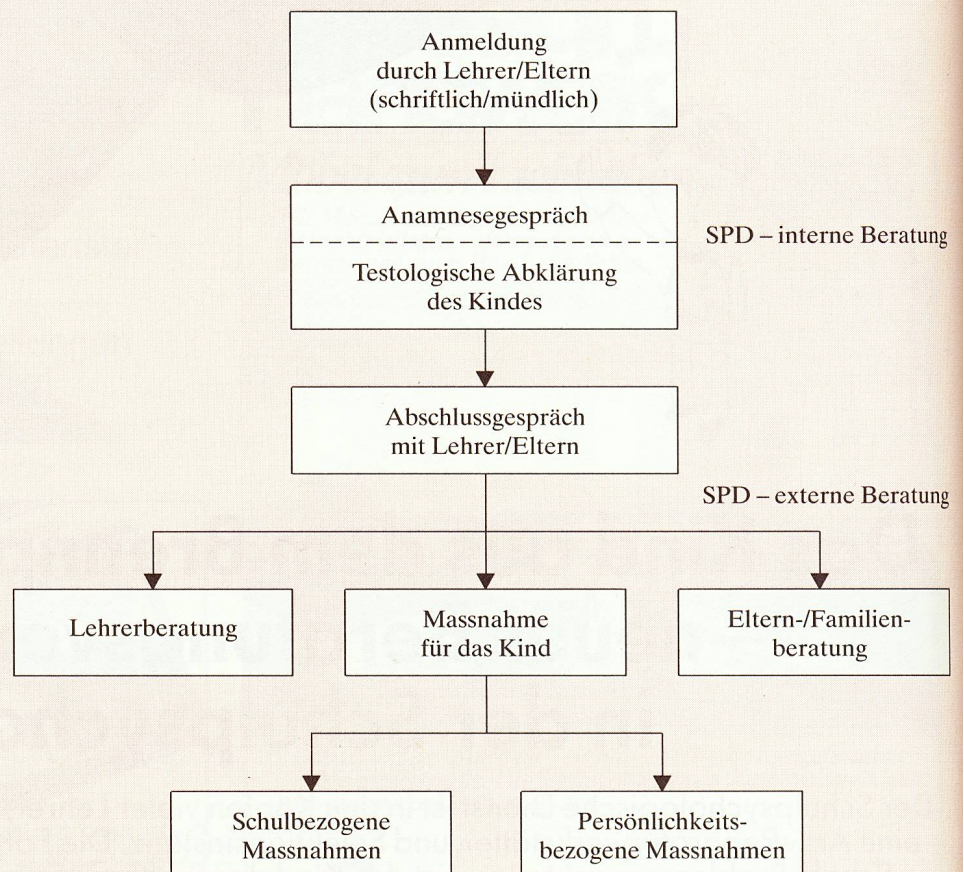 Anmeldung
durch Lehrer/Eltern
(schriftlich/mündlich)
Anamnesegespräch
SPD – interne Beratung
Testologische Abklärung
des Kindes
Abschlussgespräch
mit Lehrer/Eltern
SPD – externe Beratung
Lehrerberatung
Massnahme
für das Kind
Eltern-/Familien-
beratung
Schulbezogene
Massnahmen
Persönlichkeits-
bezogene Massnahmen